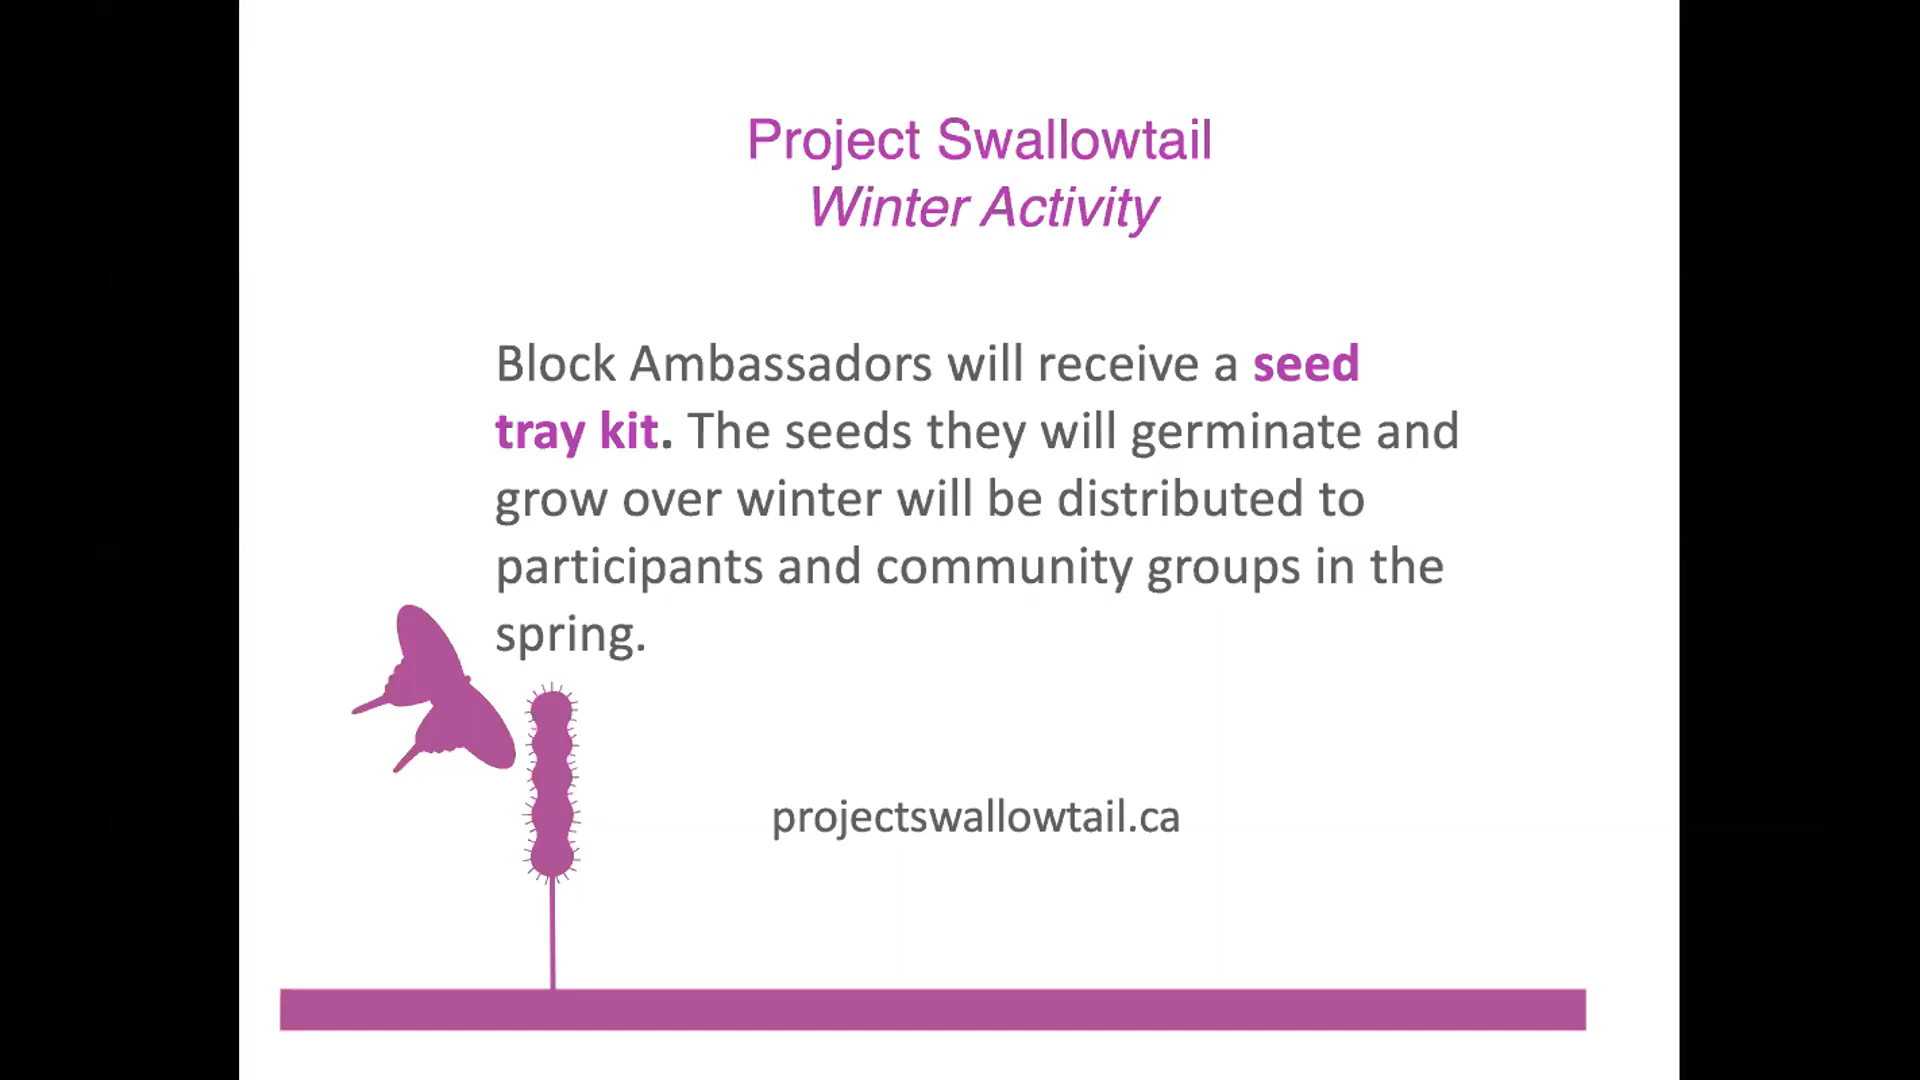 Project Swallowtail
Winter Activity
Block Ambassadors will receive a seed
tray kit. The seeds they will germinate and
grow over winter will be distributed to
participants and community groups in the
spring.
projectswallowtail.ca